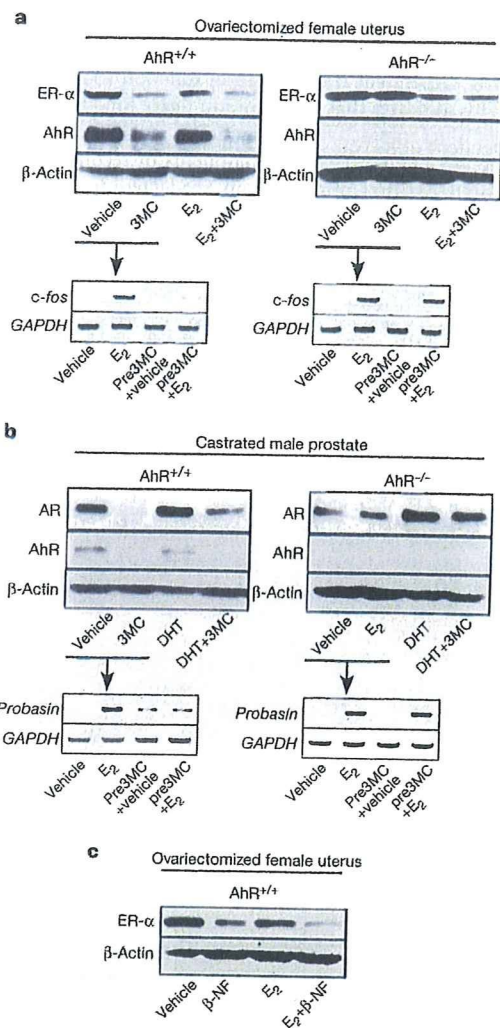 a
Ovariectomized female uterus
AhR+/+ AhR-/-
ER-α ER-α
AhR AhR
β-Actin β-Actin
Vehicle 3MC E2 E2+3MC Vehicle 3MC E2 E2+3MC
c-fos c-fos
GAPDH GAPDH
Vehicle E2 Pre3MC +vehicle pre3MC +E2 Vehicle E2 Pre3MC +vehicle pre3MC +E2
b
Castrated male prostate
AhR+/+ AhR-/-
AR AR
AhR AhR
β-Actin β-Actin
Vehicle 3MC DHT DHT+3MC Vehicle E2 DHT DHT+3MC
Probasin Probasin
GAPDH GAPDH
Vehicle E2 Pre3MC +vehicle pre3MC +E2 Vehicle E2 Pre3MC +vehicle pre3MC +E2
c
Ovariectomized female uterus
AhR+/+
ER-α
β-Actin
Vehicle β-NF E2 E2+β-NF